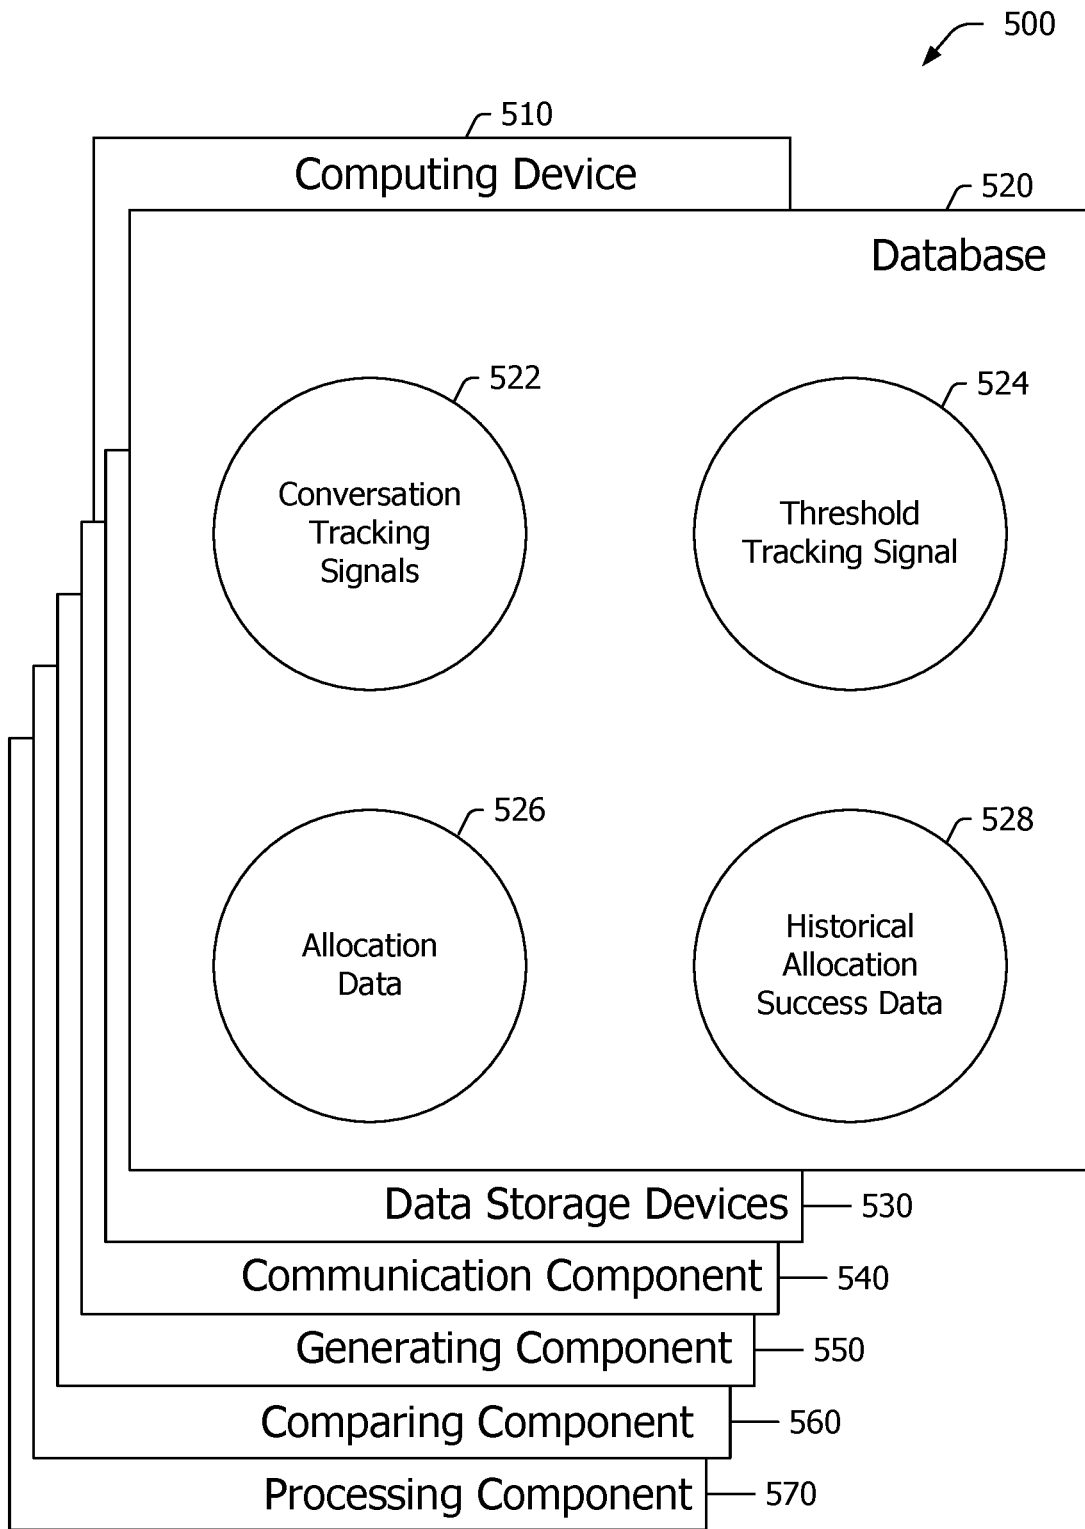 500
510
Computing Device
520
Database
522
Conversation
Tracking
Signals
524
Threshold
Tracking Signal
526
Allocation
Data
528
Historical
Allocation
Success Data
Data Storage Devices
530
Communication Component
540
Generating Component
550
Comparing Component
560
Processing Component
570